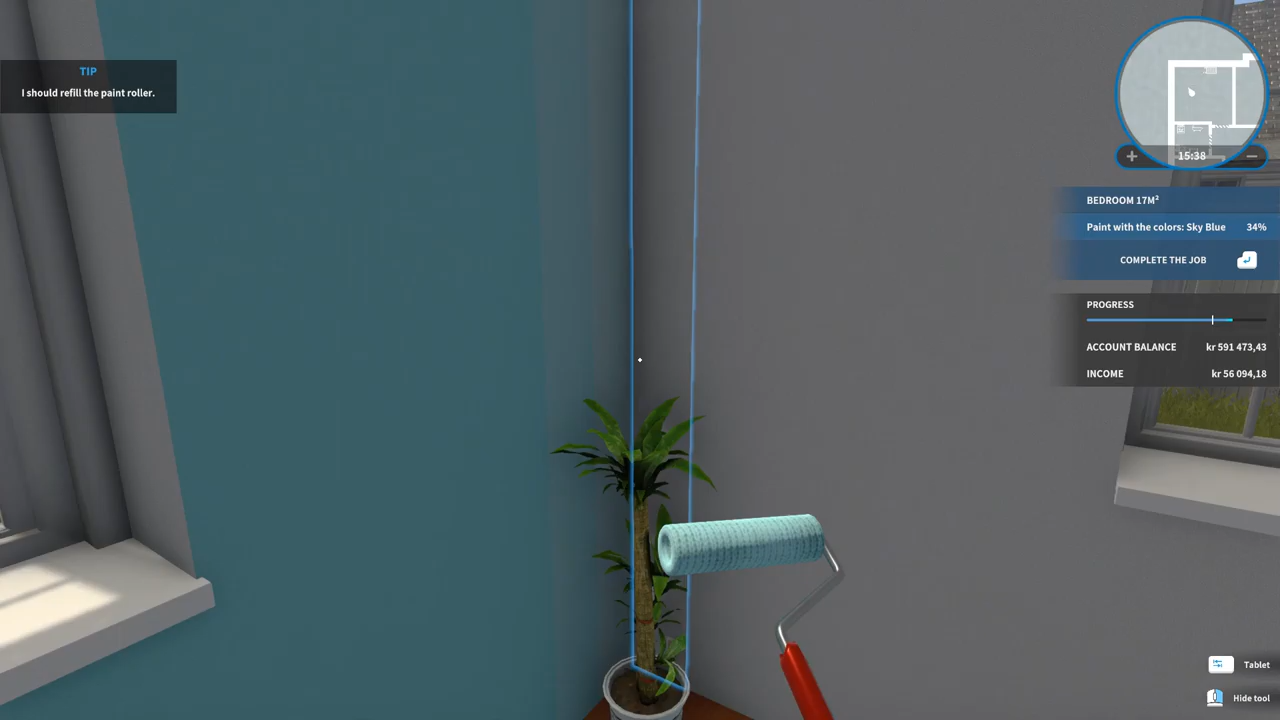 TIP
I should refill the paint roller.
15:38
BEDROOM 17M²
Paint with the colors: Sky Blue 34%
COMPLETE THE JOB
PROGRESS
ACCOUNT BALANCE kr 591 473,43
INCOME kr 56 094,18
Tablet
Hide tool